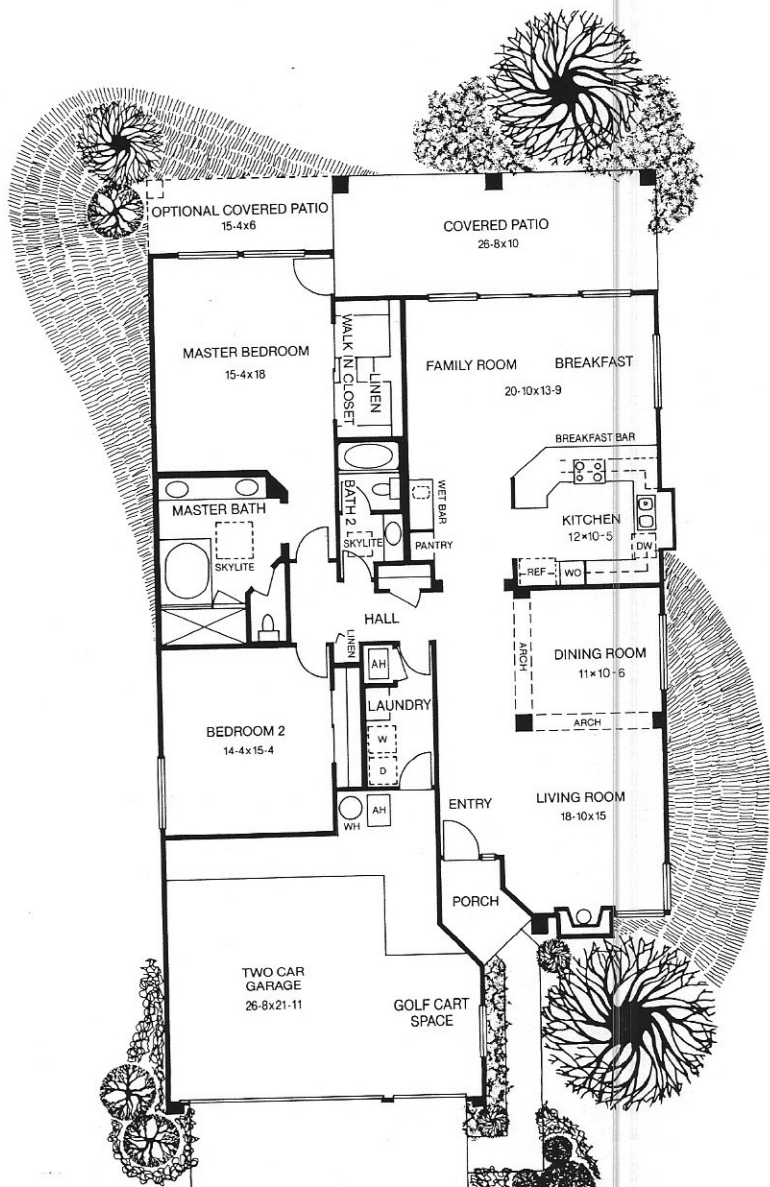 OPTIONAL COVERED PATIO
15-4x6
COVERED PATIO
26-8x10
MASTER BEDROOM
15-4x18
WALK IN CLOSET
LINEN
FAMILY ROOM
BREAKFAST
20-10x13-9
BREAKFAST BAR
MASTER BATH
SKYLITE
BATH 2
SKYLITE
WET BAR
PANTRY
KITCHEN
12x10-5
DW
REF
WO
HALL
LINEN
AH
ARCH
DINING ROOM
11x10-6
ARCH
BEDROOM 2
14-4x15-4
LAUNDRY
W
D
WH
AH
ENTRY
LIVING ROOM
18-10x15
PORCH
TWO CAR
GARAGE
26-8x21-11
GOLF CART
SPACE